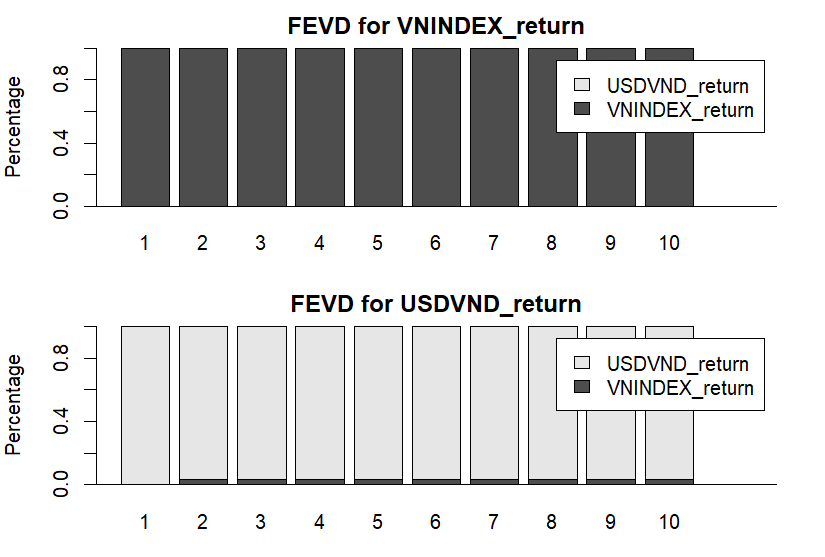 FEVD for VNINDEX_return
Percentage
0.0 0.4 0.8
USDVND_return
VNINDEX_return
1 2 3 4 5 6 7 8 9 10
FEVD for USDVND_return
Percentage
0.0 0.4 0.8
USDVND_return
VNINDEX_return
1 2 3 4 5 6 7 8 9 10